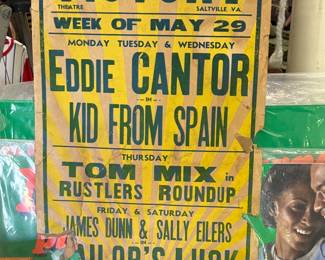 THEATRE SALTVILLE VA.
WEEK OF MAY 29
MONDAY TUESDAY & WEDNESDAY
EDDIE CANTOR
-IN-
KID FROM SPAIN
THURSDAY
TOM MIX in
RUSTLERS ROUNDUP
FRIDAY & SATURDAY
JAMES DUNN & SALLY EILERS
-IN-